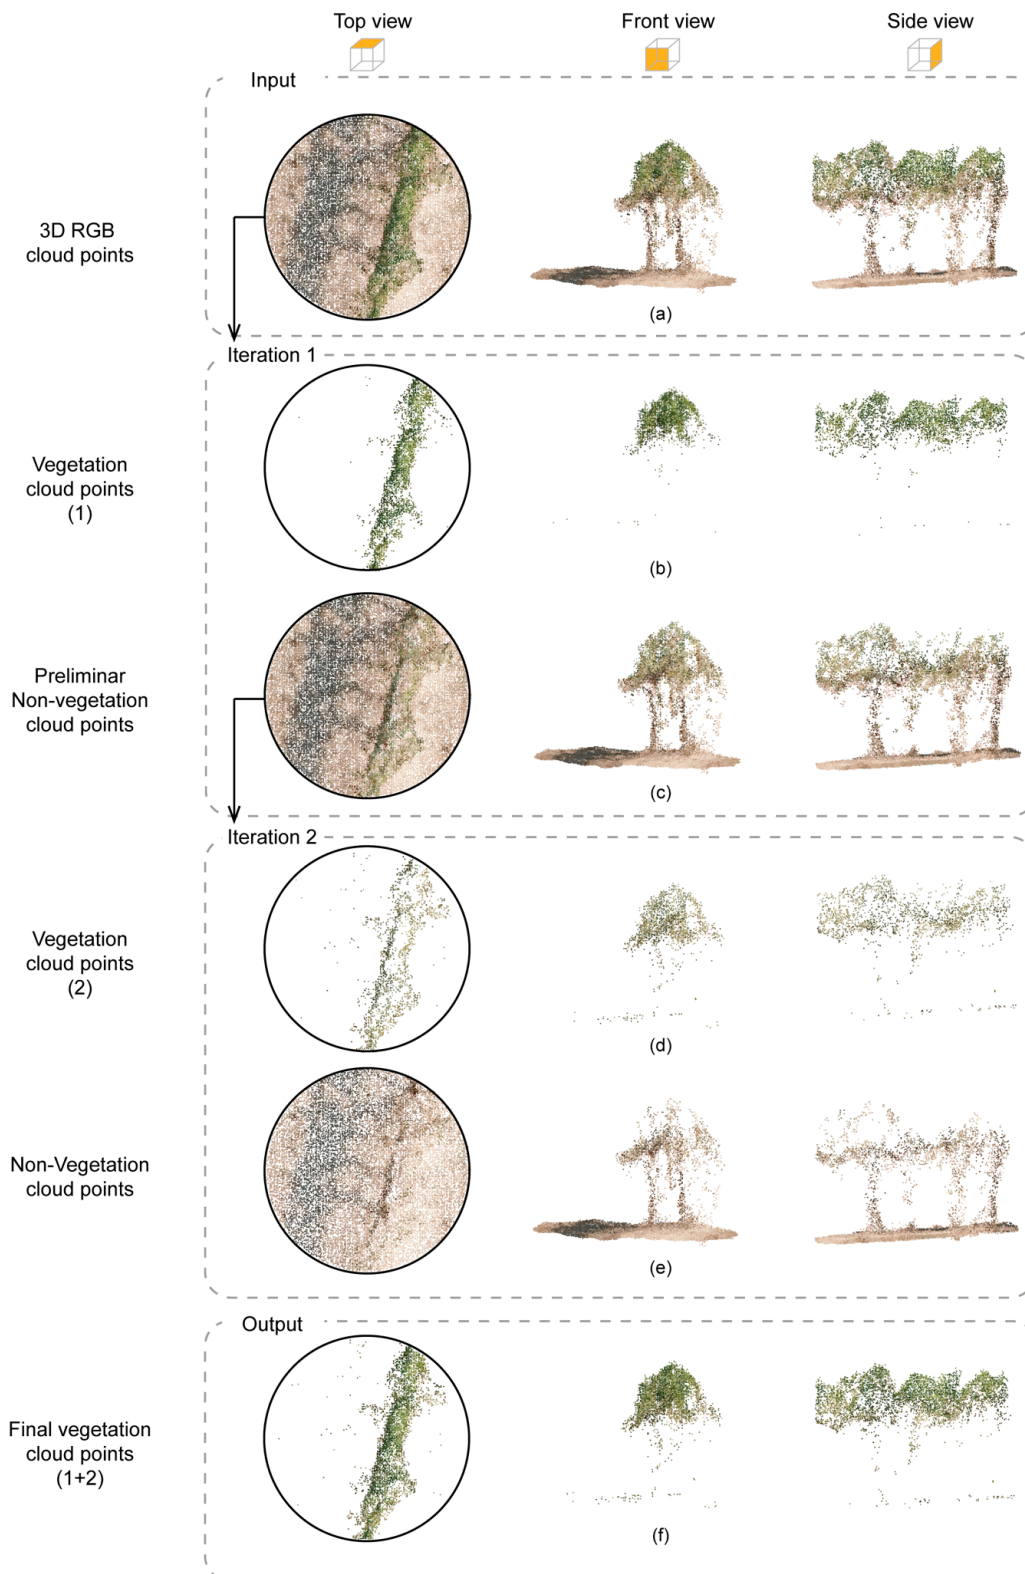 Top view
Front view
Side view
Input
3D RGB
cloud points
(a)
Iteration 1
Vegetation
cloud points
(1)
(b)
Preliminar
Non-vegetation
cloud points
(c)
Iteration 2
Vegetation
cloud points
(2)
(d)
Non-Vegetation
cloud points
(e)
Output
Final vegetation
cloud points
(1+2)
(f)